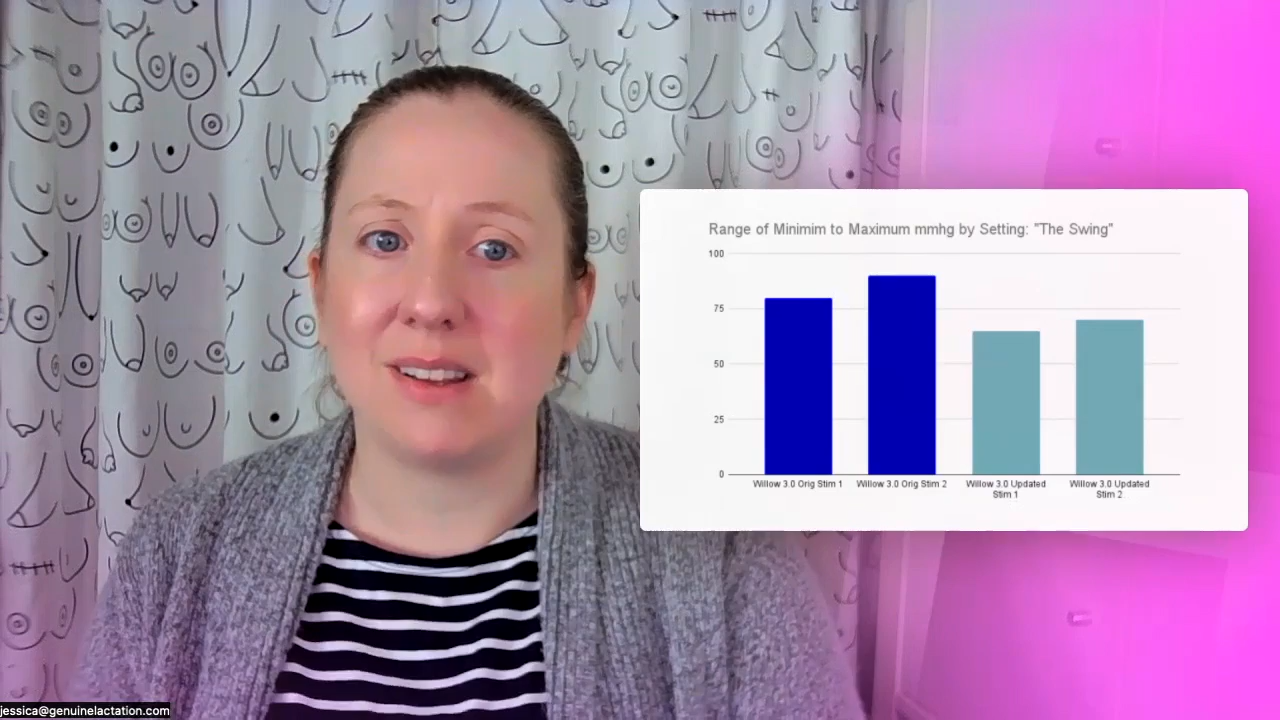 Range of Minimim to Maximum mmhg by Setting: "The Swing"
100
75
50
25
0
Willow 3.0 Orig Stim 1
Willow 3.0 Orig Stim 2
Willow 3.0 Updated
Stim 1
Willow 3.0 Updated
Stim 2
jessica@genuinelactation.com